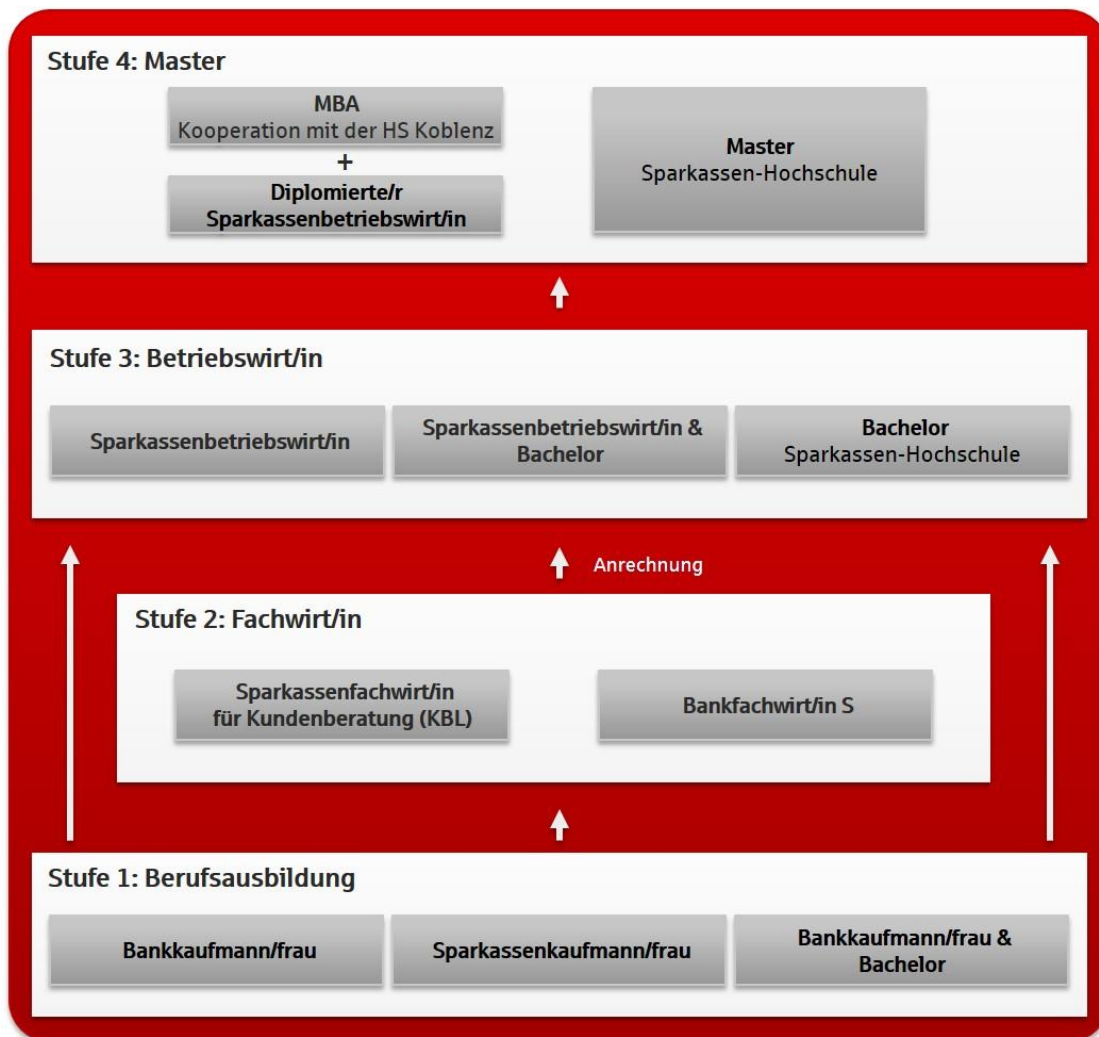 Stufe 4: Master
MBA
Kooperation mit der HS Koblenz
+
Diplomierte/r
Sparkassenbetriebswirt/in
Master
Sparkassen-Hochschule
Stufe 3: Betriebswirt/in
Sparkassenbetriebswirt/in
Sparkassenbetriebswirt/in &
Bachelor
Bachelor
Sparkassen-Hochschule
Anrechnung
Stufe 2: Fachwirt/in
Sparkassenfachwirt/in
für Kundenberatung (KBL)
Bankfachwirt/in S
Stufe 1: Berufsausbildung
Bankkaufmann/frau
Sparkassenkaufmann/frau
Bankkaufmann/frau &
Bachelor